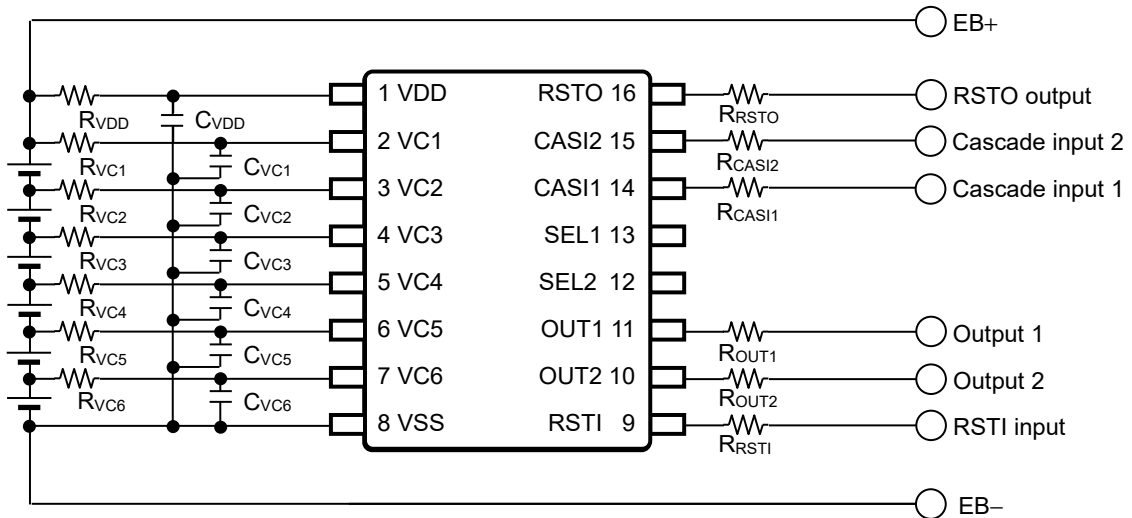 EB+
1 VDD
RSTO 16
RRSTO
RSTO output
RVDD
CVDD
2 VC1
CASI2 15
RCASI2
Cascade input 2
RVC1
CVC1
3 VC2
CASI1 14
RCASI1
Cascade input 1
RVC2
CVC2
4 VC3
SEL1 13
RVC3
CVC3
5 VC4
SEL2 12
RVC4
CVC4
6 VC5
OUT1 11
ROUT1
Output 1
RVC5
CVC5
7 VC6
OUT2 10
ROUT2
Output 2
RVC6
CVC6
8 VSS
RSTI 9
RRSTI
RSTI input
EB−